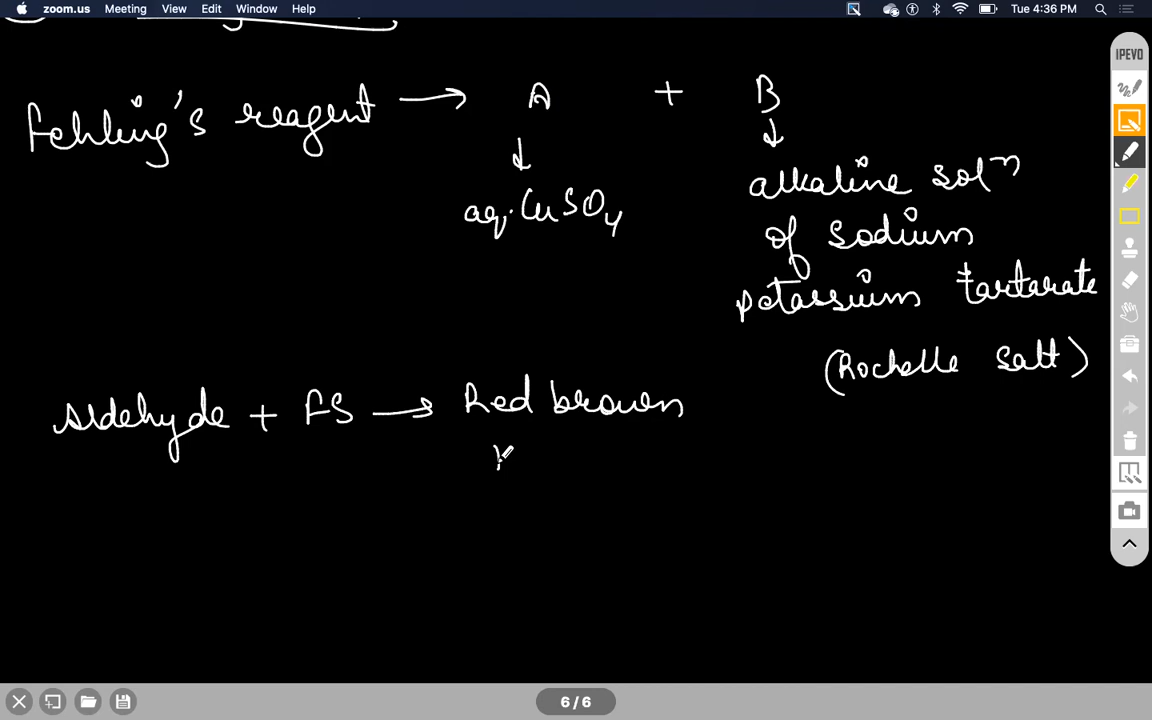 zoom.us Meeting View Edit Window Help Tue 4:36 PM
IPEVO
Fehling's reagent → A + B
↓ ↓
aq. CuSO4 alkaline solⁿ
of sodium
potassium tartarate
(Rochelle salt)
Aldehyde + FS → Red brown
6 / 6